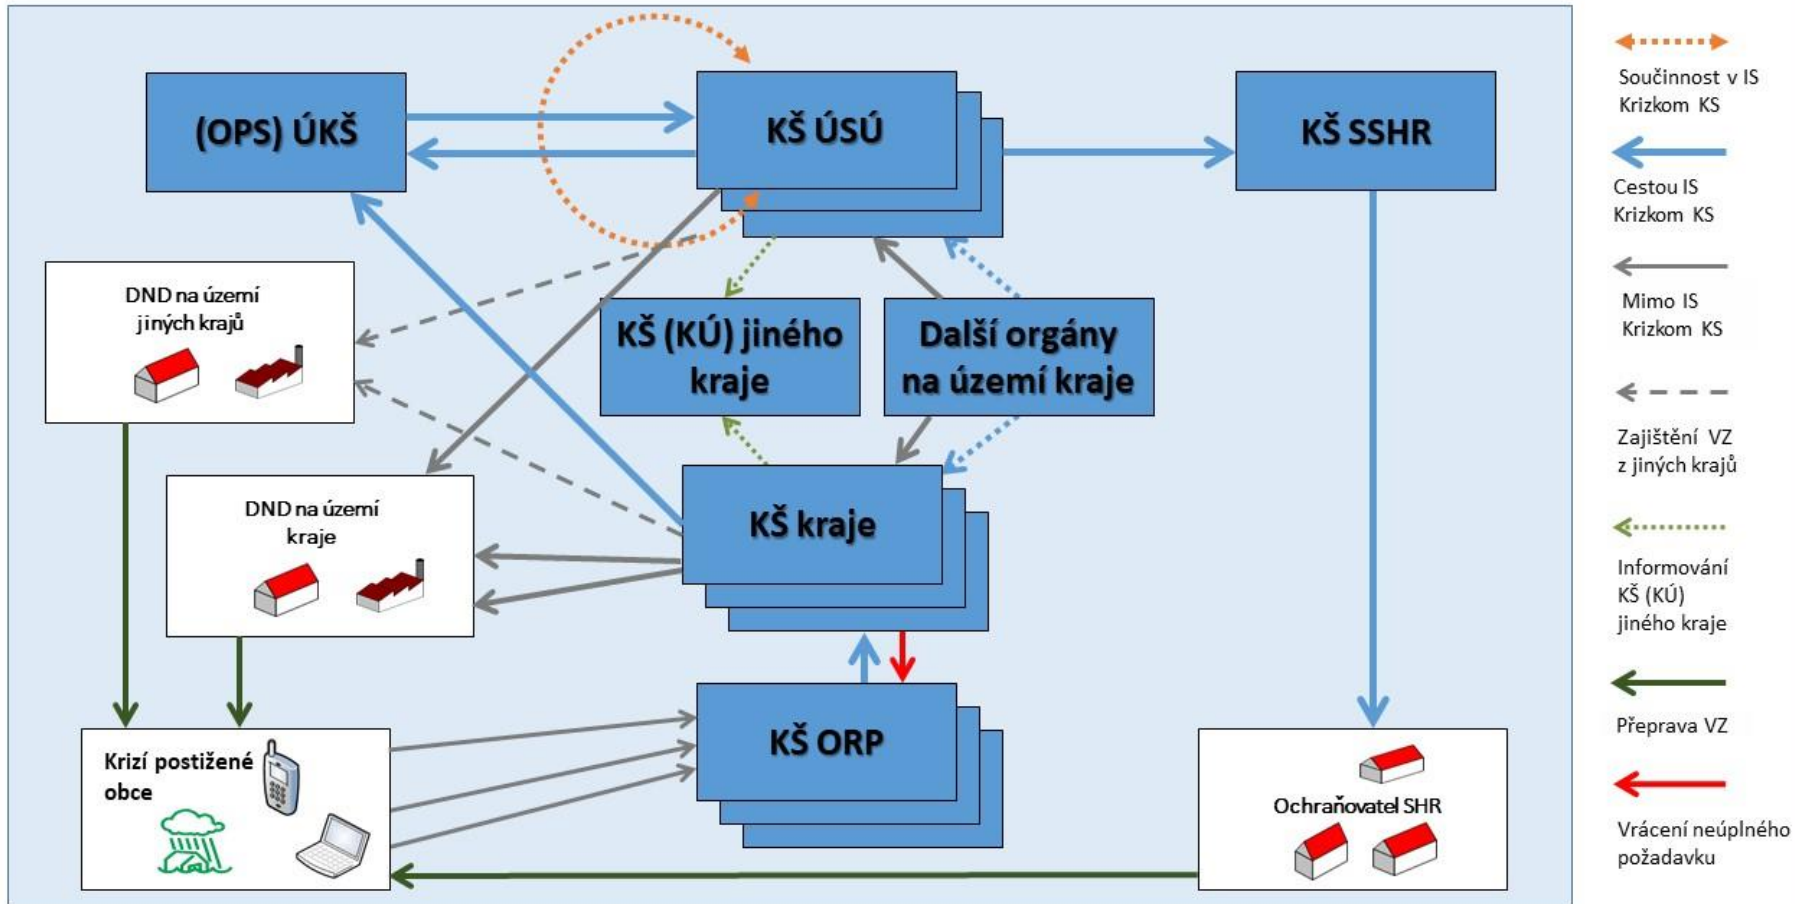 (OPS) ÚKŠ
KŠ ÚSÚ
KŠ SSHR
DND na území
jiných krajů
KŠ (KÚ) jiného
kraje
Další orgány
na území kraje
DND na území
kraje
KŠ kraje
Krizí postižené
obce
KŠ ORP
Ochraňovatel SHR
Součinnost v IS
Krizkom KS
Cestou IS
Krizkom KS
Mimo IS
Krizkom KS
Zajištění VZ
z jiných krajů
Informování
KŠ (KÚ)
jiného kraje
Přeprava VZ
Vrácení neúplného
požadavku